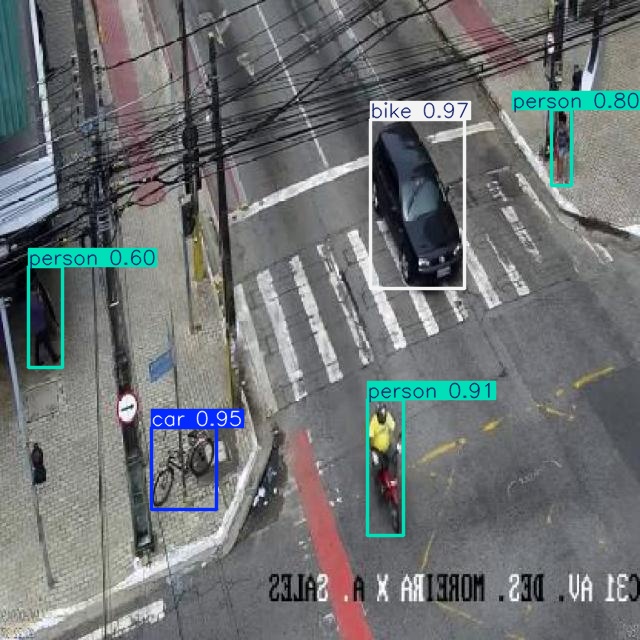 bike 0.97
person 0.80
person 0.60
person 0.91
car 0.95
C31 AV. DES. MOREIRA X A. SALES